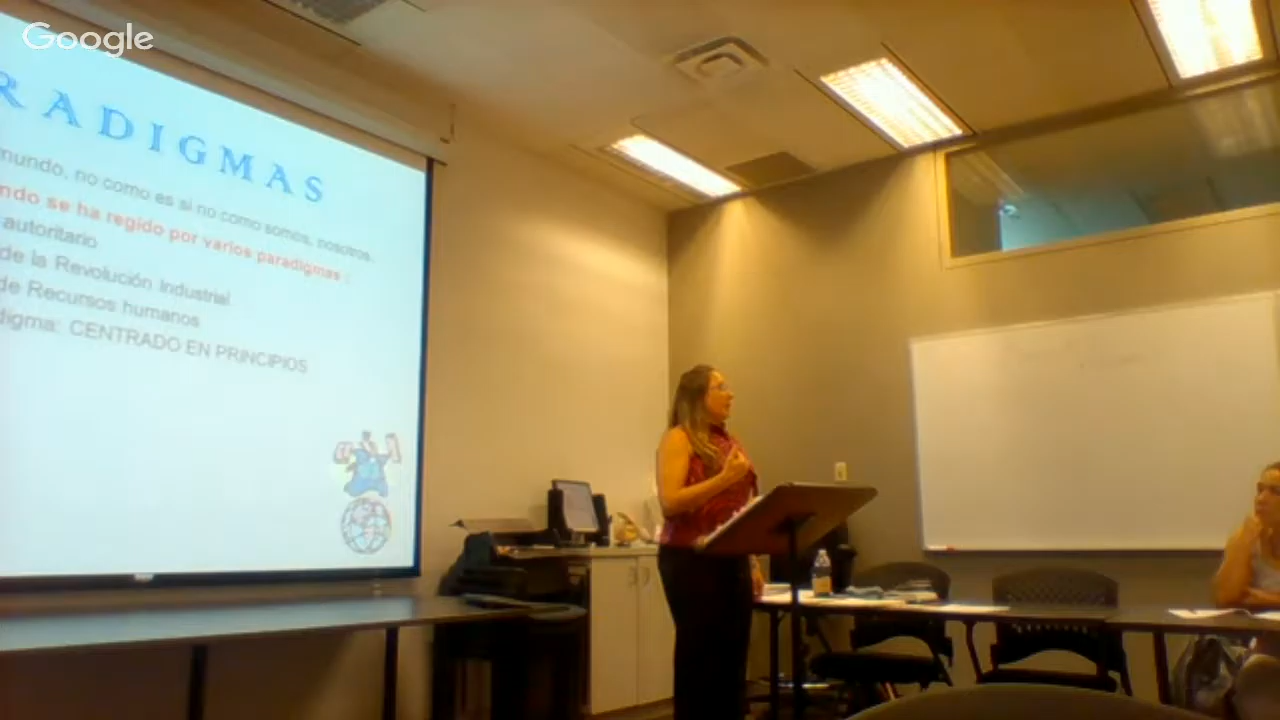 Google
RADIGMAS
mundo, no como es si no como somos, nosotros.
ndo se ha regido por varios paradigmas :
autoritario
de la Revolución Industrial
de Recursos humanos
digma: CENTRADO EN PRINCIPIOS